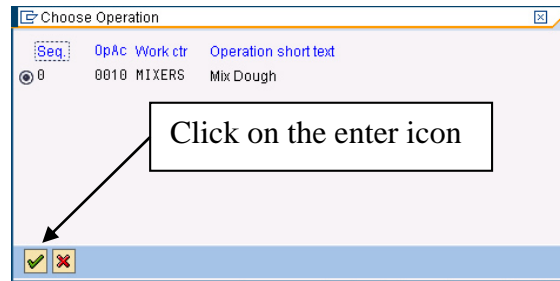 Choose Operation
Seq. OpAc Work ctr Operation short text
0 0010 MIXERS Mix Dough
Click on the enter icon